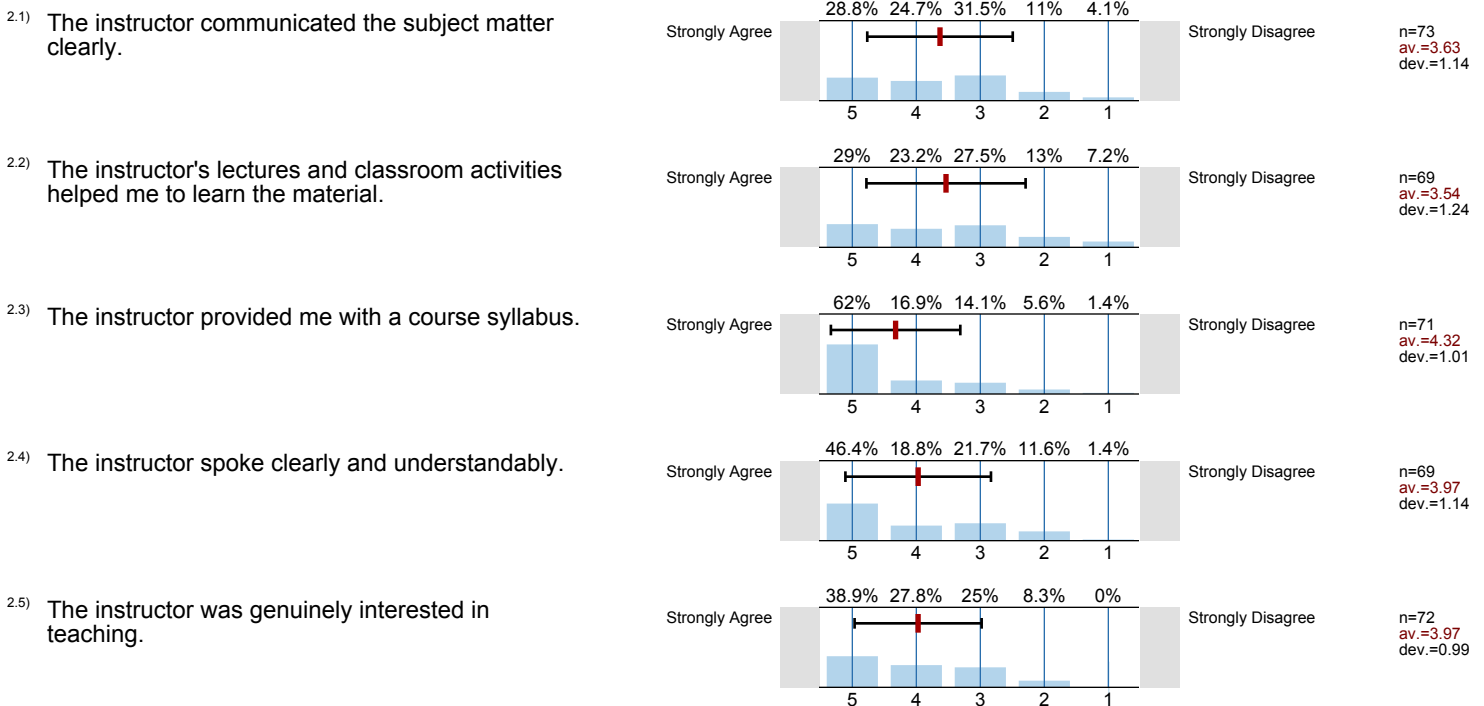 28.8% 24.7% 31.5% 11% 4.1%
2.1) The instructor communicated the subject matter
clearly.
Strongly Agree
Strongly Disagree
n=73
av.=3.63
dev.=1.14
5 4 3 2 1
29% 23.2% 27.5% 13% 7.2%
2.2) The instructor's lectures and classroom activities
helped me to learn the material.
Strongly Agree
Strongly Disagree
n=69
av.=3.54
dev.=1.24
5 4 3 2 1
62% 16.9% 14.1% 5.6% 1.4%
2.3) The instructor provided me with a course syllabus.
Strongly Agree
Strongly Disagree
n=71
av.=4.32
dev.=1.01
5 4 3 2 1
46.4% 18.8% 21.7% 11.6% 1.4%
2.4) The instructor spoke clearly and understandably.
Strongly Agree
Strongly Disagree
n=69
av.=3.97
dev.=1.14
5 4 3 2 1
38.9% 27.8% 25% 8.3% 0%
2.5) The instructor was genuinely interested in
teaching.
Strongly Agree
Strongly Disagree
n=72
av.=3.97
dev.=0.99
5 4 3 2 1